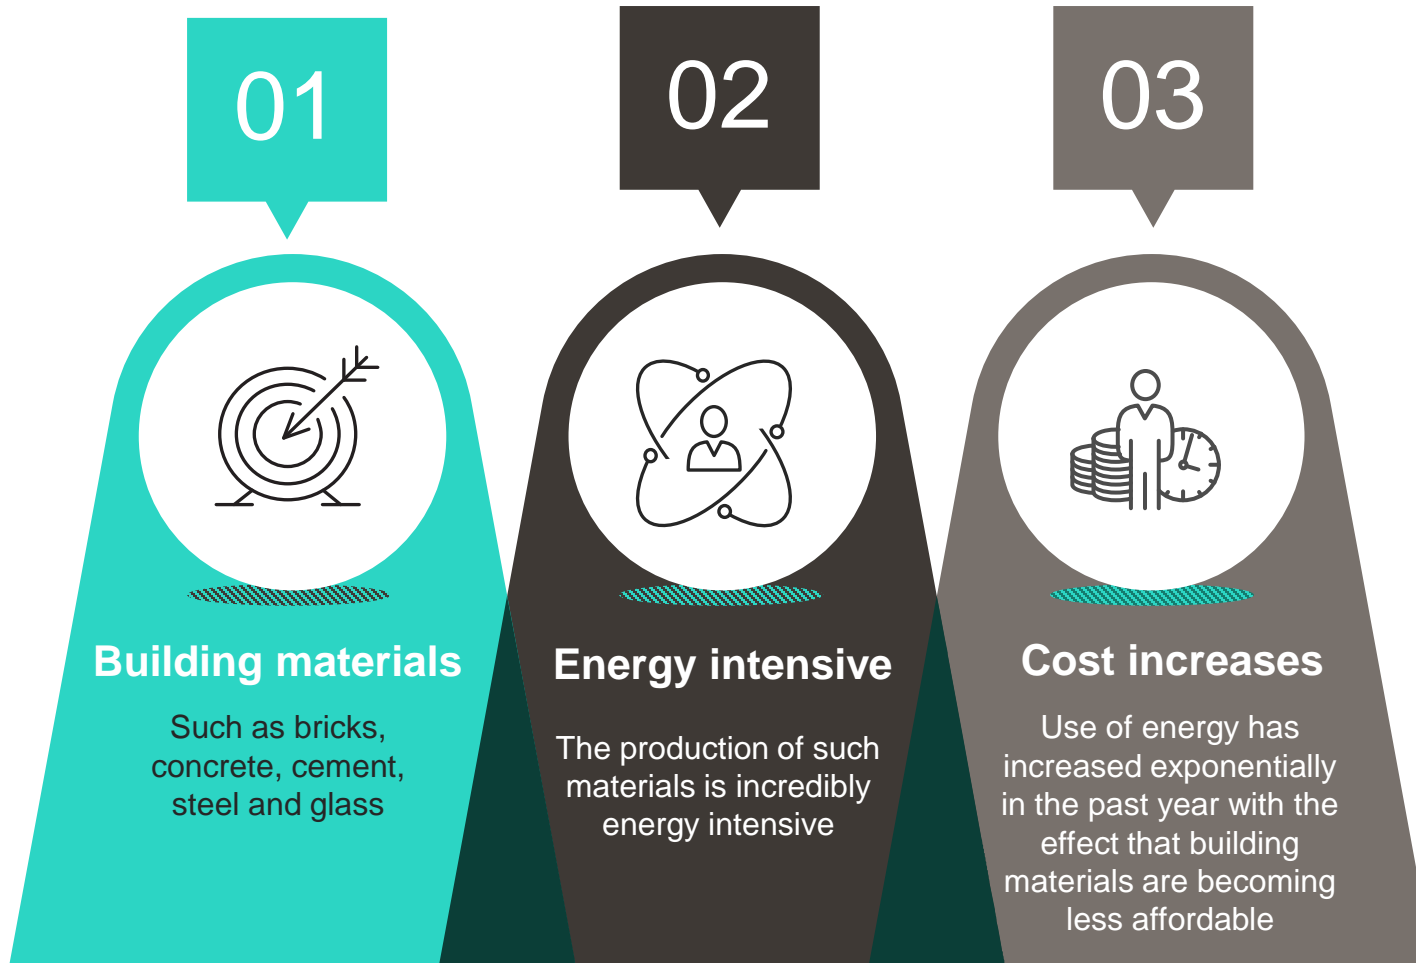 01
Building materials
Such as bricks,
concrete, cement,
steel and glass
02
Energy intensive
The production of such
materials is incredibly
energy intensive
03
Cost increases
Use of energy has
increased exponentially
in the past year with the
effect that building
materials are becoming
less affordable